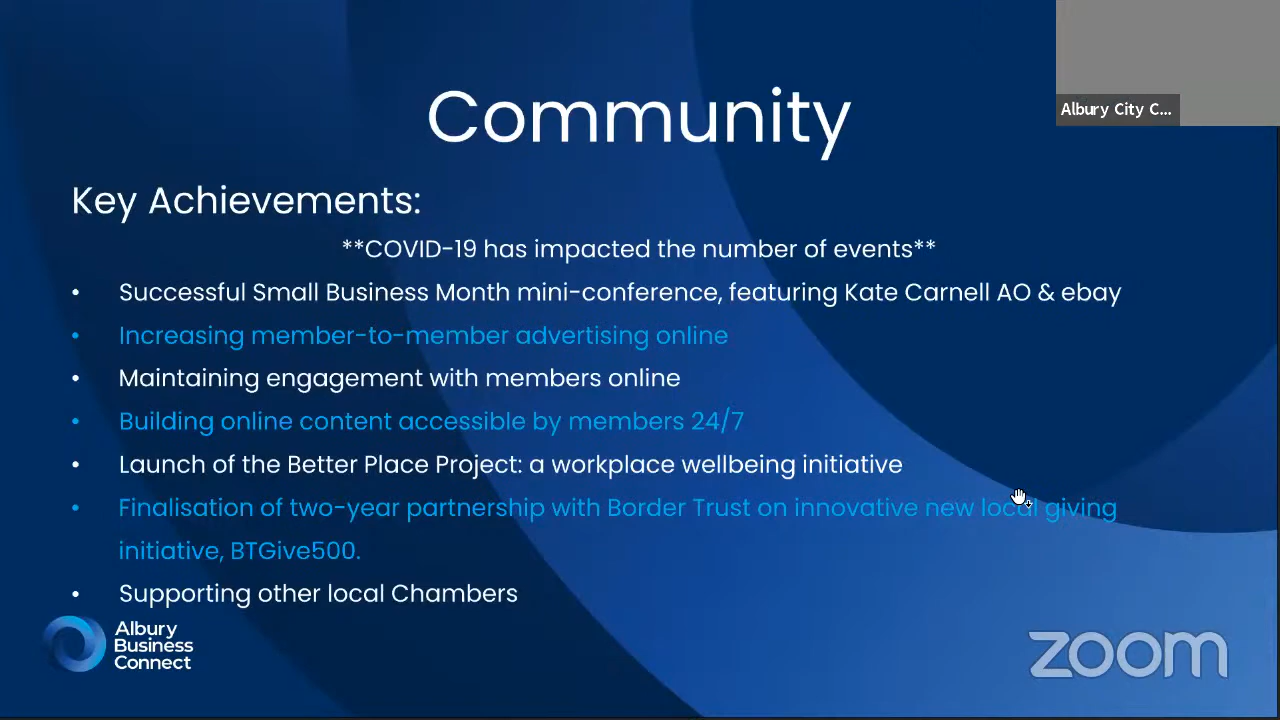 Albury City C...
Community
Key Achievements:
**COVID-19 has impacted the number of events**
• Successful Small Business Month mini-conference, featuring Kate Carnell AO & ebay
• Increasing member-to-member advertising online
• Maintaining engagement with members online
• Building online content accessible by members 24/7
• Launch of the Better Place Project: a workplace wellbeing initiative
• Finalisation of two-year partnership with Border Trust on innovative new local giving
initiative, BTGive500.
• Supporting other local Chambers
Albury
Business
Connect
zoom